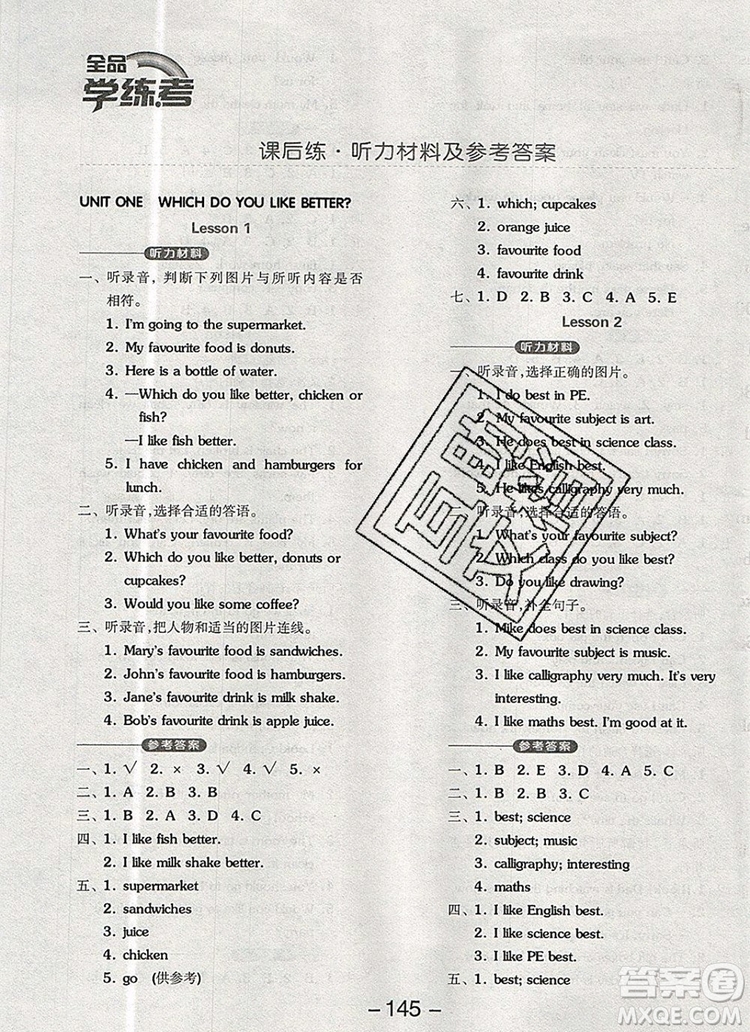 全品
学练考
课后练·听力材料及参考答案
UNIT ONE WHICH DO YOU LIKE BETTER?
Lesson 1
听力材料
一、听录音,判断下列图片与所听内容是否
相符。
1. I'm going to the supermarket.
2. My favourite food is donuts.
3. Here is a bottle of water.
4. —Which do you like better, chicken or
fish?
—I like fish better.
5. I have chicken and hamburgers for
lunch.
二、听录音,选择合适的答语。
1. What's your favourite food?
2. Which do you like better, donuts or
cupcakes?
3. Would you like some coffee?
三、听录音,把人物和适当的图片连线。
1. Mary's favourite food is sandwiches.
2. John's favourite food is hamburgers.
3. Jane's favourite drink is milk shake.
4. Bob's favourite drink is apple juice.
参考答案
一、1. √ 2. × 3. √ 4. √ 5. ×
二、1. A 2. B 3. B
三、1. B 2. D 3. A 4. C
四、1. I like fish better.
2. I like milk shake better.
五、1. supermarket
2. sandwiches
3. juice
4. chicken
5. go (供参考)
六、1. which; cupcakes
2. orange juice
3. favourite food
4. favourite drink
七、1. D 2. B 3. C 4. A 5. E
Lesson 2
听力材料
一、听录音,选择正确的图片。
1. I do best in PE.
2. My favourite subject is art.
3. He does best in science class.
4. I like English best.
5. He likes calligraphy very much.
二、听录音,选择合适的答语。
1. What's your favourite subject?
2. Which class do you like best?
3. Do you like drawing?
三、听录音,补全句子。
1. Mike does best in science class.
2. My favourite subject is music.
3. I like calligraphy very much. It's very
interesting.
4. I like maths best. I'm good at it.
参考答案
一、1. B 2. E 3. D 4. A 5. C
二、1. B 2. C 3. B
三、1. best; science
2. subject; music
3. calligraphy; interesting
4. maths
四、1. I like English best.
2. I like science best.
3. I like PE best.
五、1. best; science
- 145 -
答案圈
MXQE.COM